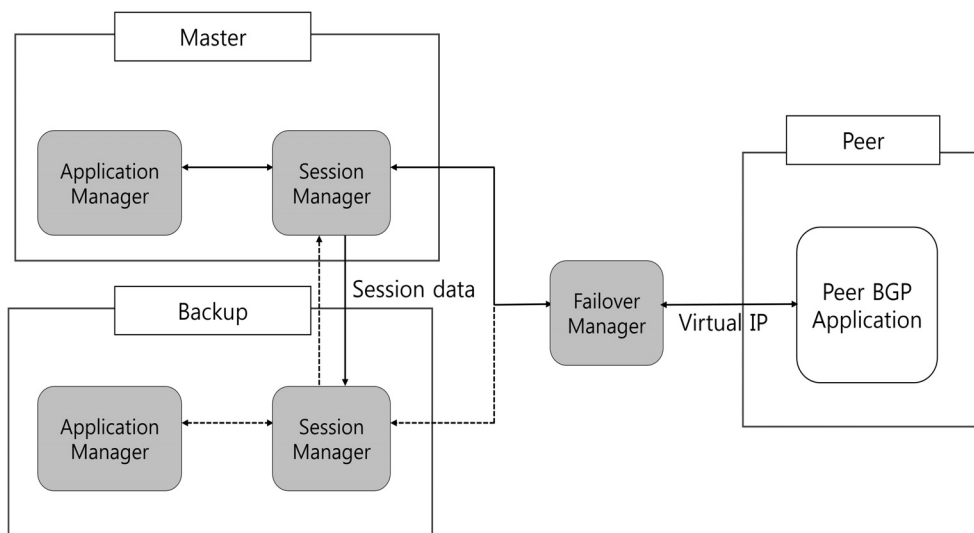 Master
Application
Manager
Session
Manager
Session data
Backup
Application
Manager
Session
Manager
Failover
Manager
Virtual IP
Peer
Peer BGP
Application